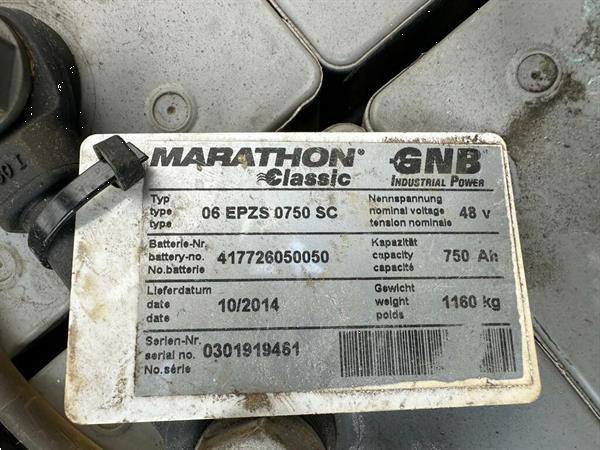 MARATHON®
Classic
GNB
INDUSTRIAL POWER
Typ
type
type
06 EPZS 0750 SC
Nennspannung
nominal voltage
tension nominale
48 v
Batterie-Nr.
battery-no.
No.batterie
417726050050
Kapazität
capacity
capacité
750 Ah
Lieferdatum
date
date
10/2014
Gewicht
weight
poids
1160 kg
Serien-Nr.
serial no.
No.série
0301919461